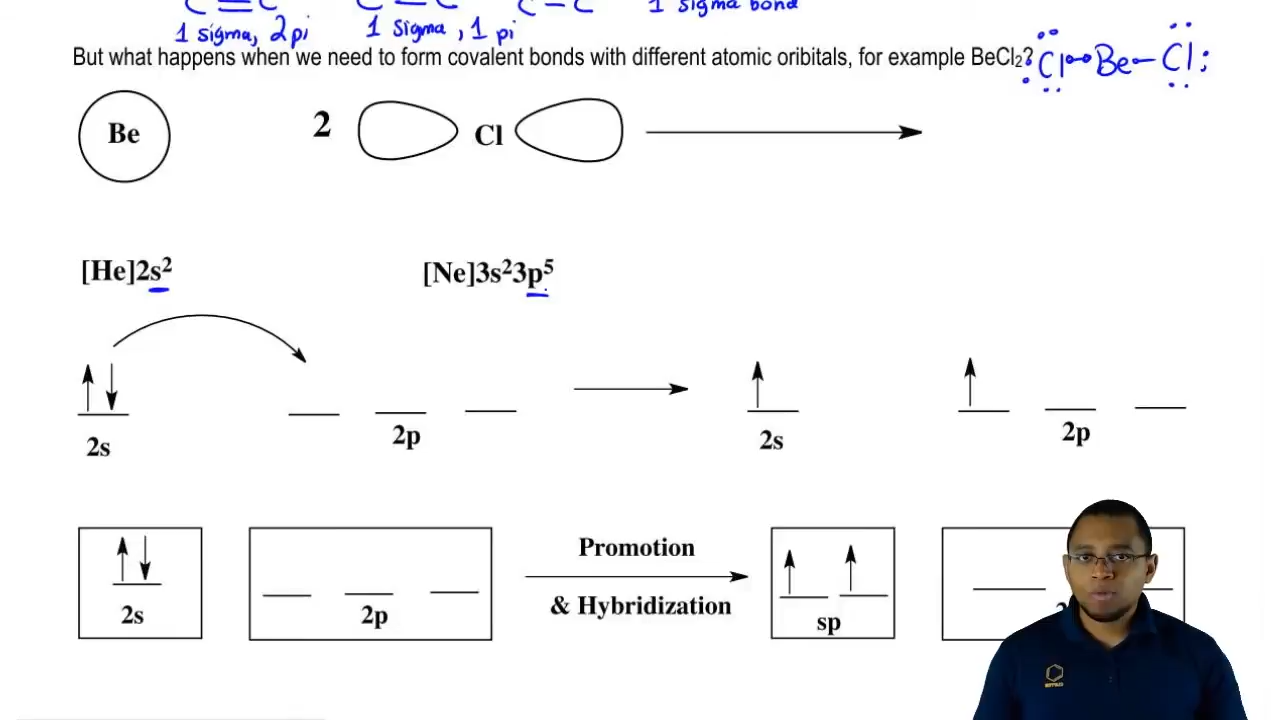 C≡C C=C C-C 1 sigma bond
1 sigma, 2 pi 1 sigma, 1 pi
But what happens when we need to form covalent bonds with different atomic oribitals, for example BeCl₂? Cl-Be-Cl
Be 2 Cl
[He]2s² [Ne]3s²3p⁵
2s 2p 2s 2p
Promotion
& Hybridization
2s 2p sp